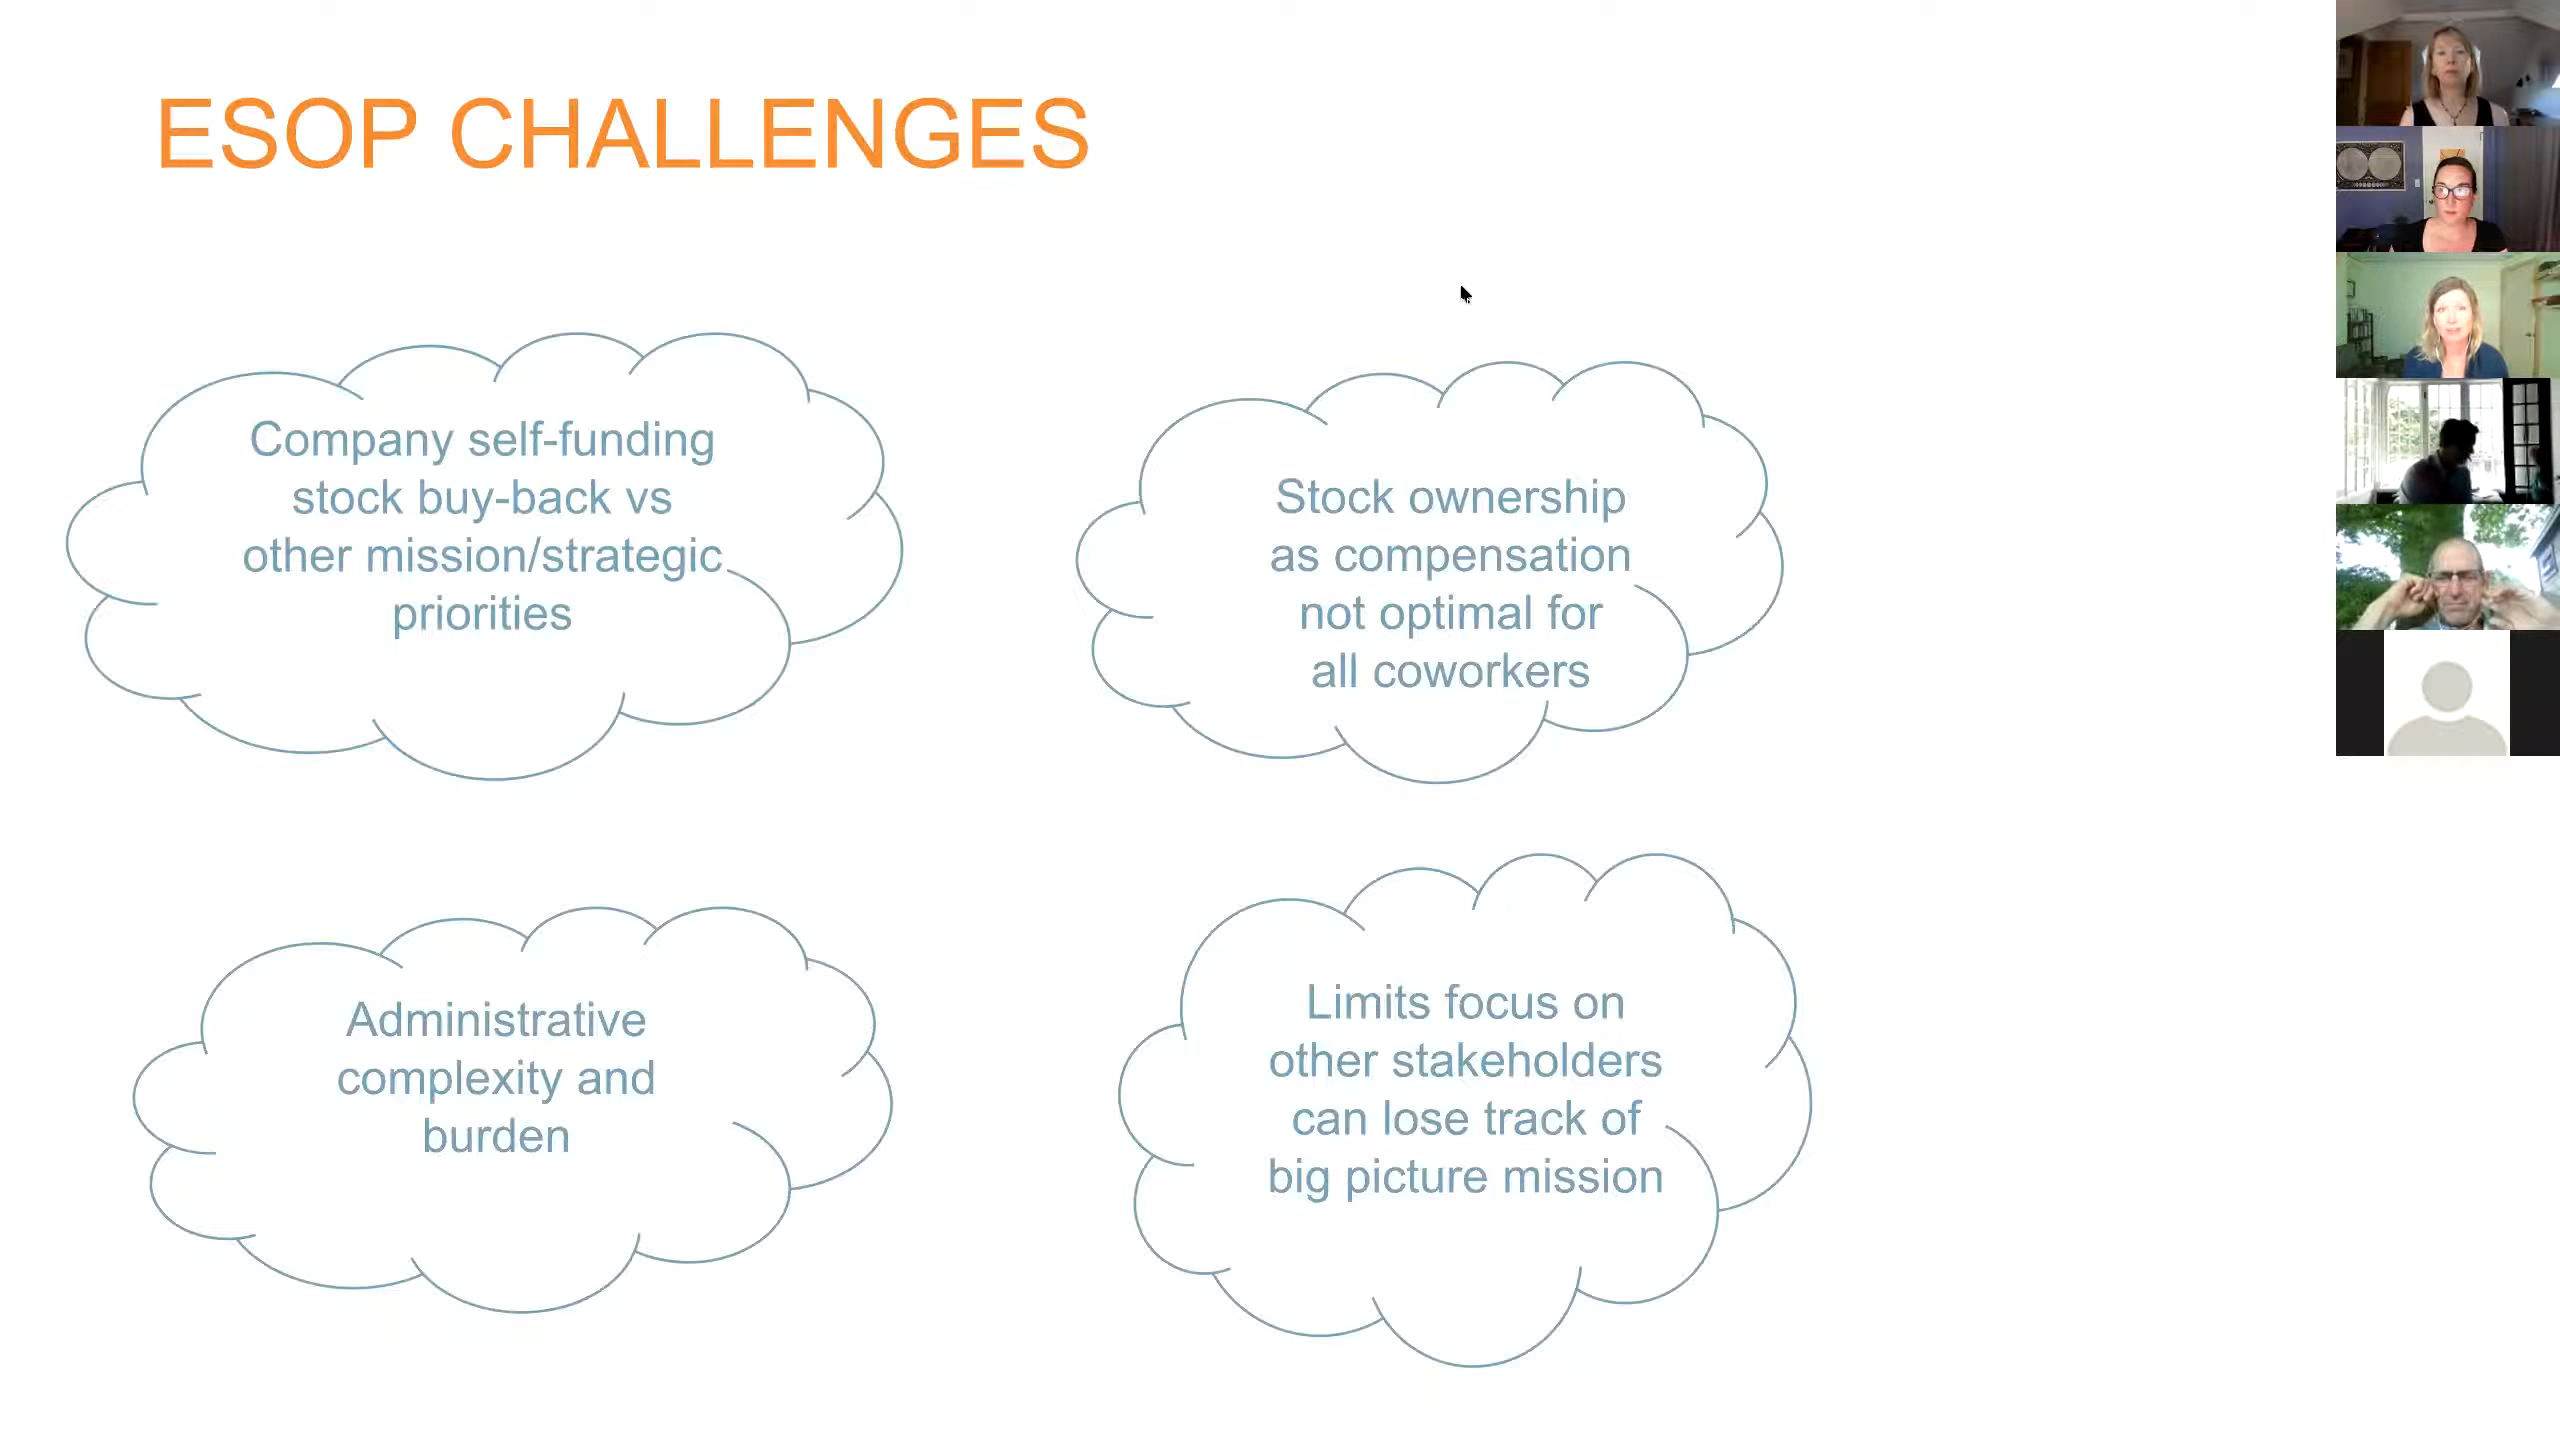 ESOP CHALLENGES
Company self-funding
stock buy-back vs
other mission/strategic
priorities
Stock ownership
as compensation
not optimal for
all coworkers
Administrative
complexity and
burden
Limits focus on
other stakeholders
can lose track of
big picture mission